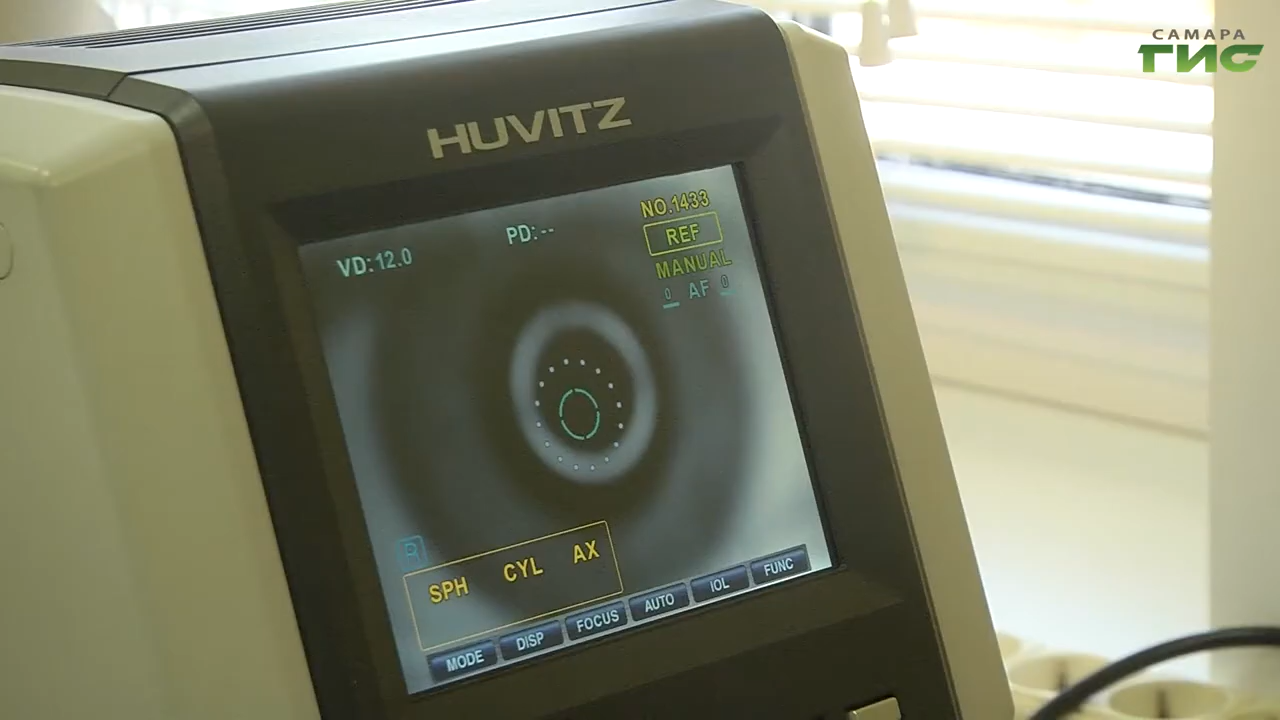 САМАРА
ГИС
HUVITZ
NO.1433
PD:--
REF
VD:12.0
MANUAL
0 AF 0
R
SPH CYL AX
MODE DISP FOCUS AUTO IOL FUNC